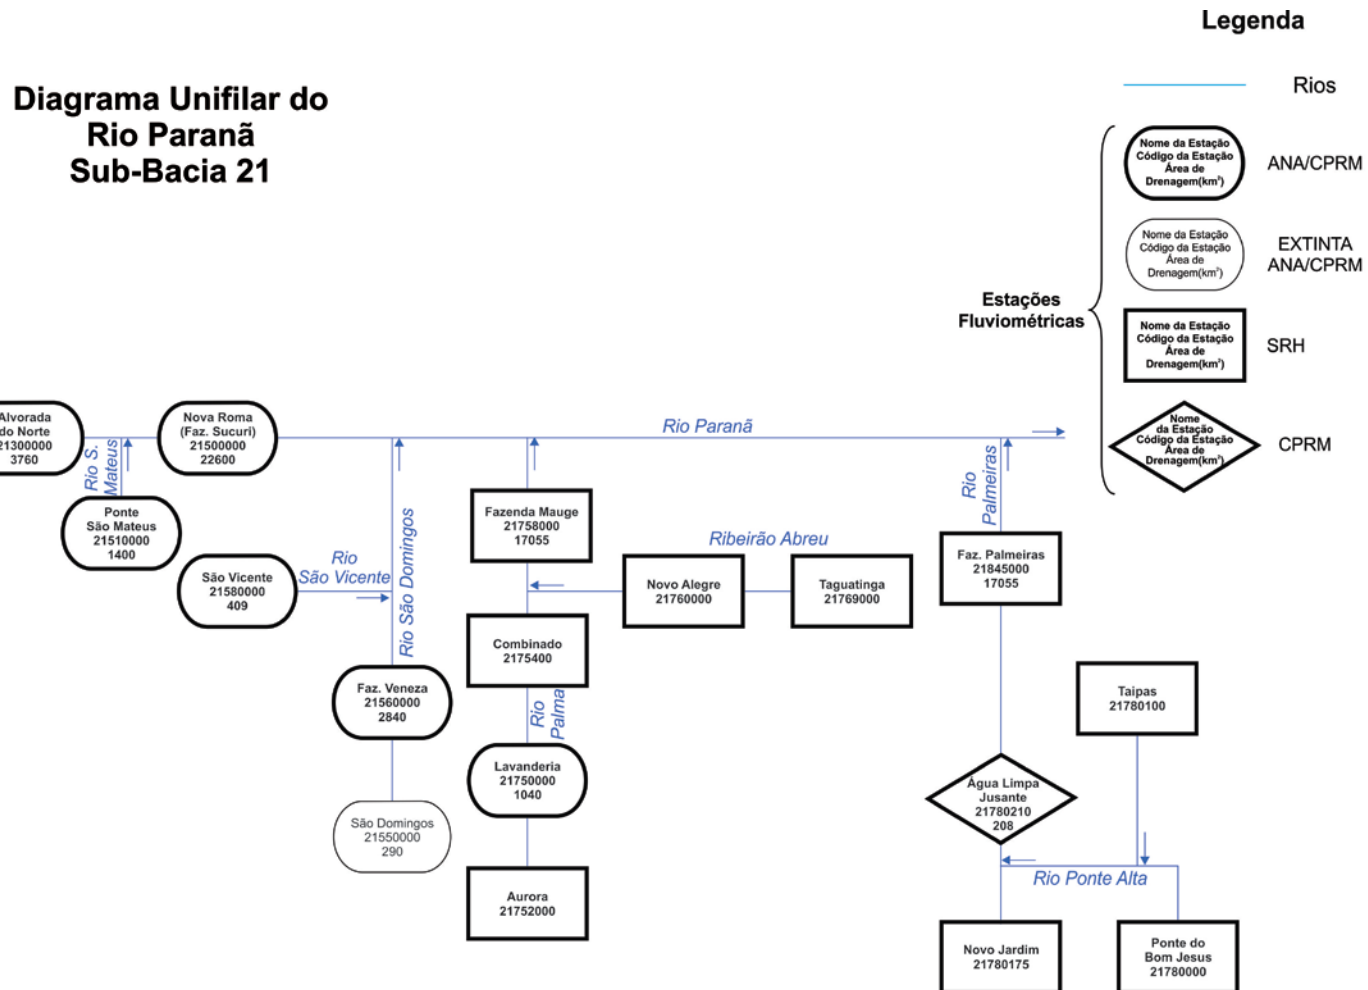 Legenda
Diagrama Unifilar do
Rio Paranã
Sub-Bacia 21
Rios
Nome da Estação
Código da Estação
Área de
Drenagem(km²)
ANA/CPRM
Nome da Estação
Código da Estação
Área de
Drenagem(km²)
EXTINTA
ANA/CPRM
Estações
Fluviométricas
Nome da Estação
Código da Estação
Área de
Drenagem(km²)
SRH
Nome
da Estação
Código da Estação
Área de
Drenagem(km²)
CPRM
Alvorada
do Norte
21300000
3760
Rio S.
Mateus
Nova Roma
(Faz. Sucuri)
21500000
22600
Rio Paranã
Ponte
São Mateus
21510000
1400
São Vicente
21580000
409
Rio
São Vicente
Rio São Domingos
Faz. Veneza
21560000
2840
São Domingos
21550000
290
Fazenda Mauge
21758000
17055
Ribeirão Abreu
Novo Alegre
21760000
Taguatinga
21769000
Combinado
2175400
Rio
Palma
Lavanderia
21750000
1040
Aurora
21752000
Rio
Palmeiras
Faz. Palmeiras
21845000
17055
Taipas
21780100
Água Limpa
Jusante
21780210
208
Rio Ponte Alta
Novo Jardim
21780175
Ponte do
Bom Jesus
21780000